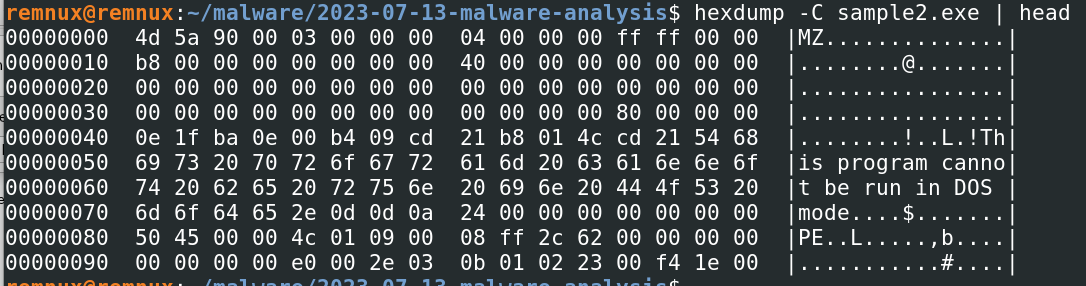 remnux@remnux:~/malware/2023-07-13-malware-analysis$ hexdump -C sample2.exe | head
00000000  4d 5a 90 00 03 00 00 00  04 00 00 00 ff ff 00 00  |MZ..............|
00000010  b8 00 00 00 00 00 00 00  40 00 00 00 00 00 00 00  |........@.......|
00000020  00 00 00 00 00 00 00 00  00 00 00 00 00 00 00 00  |................|
00000030  00 00 00 00 00 00 00 00  00 00 00 00 80 00 00 00  |................|
00000040  0e 1f ba 0e 00 b4 09 cd  21 b8 01 4c cd 21 54 68  |........!..L.!Th|
00000050  69 73 20 70 72 6f 67 72  61 6d 20 63 61 6e 6e 6f  |is program canno|
00000060  74 20 62 65 20 72 75 6e  20 69 6e 20 44 4f 53 20  |t be run in DOS |
00000070  6d 6f 64 65 2e 0d 0d 0a  24 00 00 00 00 00 00 00  |mode....$.......|
00000080  50 45 00 00 4c 01 09 00  08 ff 2c 62 00 00 00 00  |PE..L.....,b....|
00000090  00 00 00 00 e0 00 2e 03  0b 01 02 23 00 f4 1e 00  |...........#....|
remnux@remnux:~/malware/2023-07-13-malware-analysis$